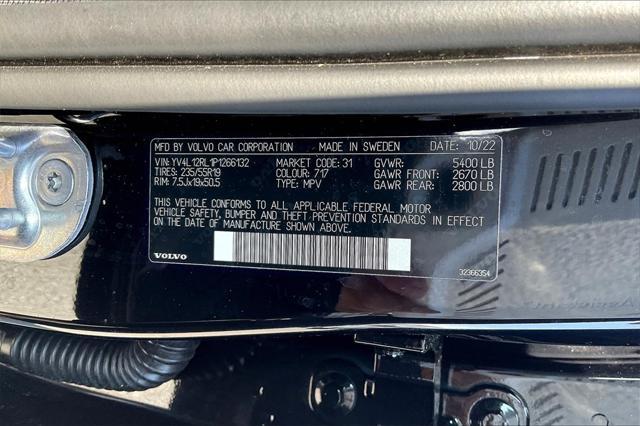 MFD BY VOLVO CAR CORPORATION MADE IN SWEDEN DATE: 10/22
VIN: YV4L12RL1P1266132 MARKET CODE: 31 GVWR: 5400 LB
TIRES: 235/55R19 COLOUR: 717 GAWR FRONT: 2670 LB
RIM: 7.5Jx19x50.5 TYPE: MPV GAWR REAR: 2800 LB
THIS VEHICLE CONFORMS TO ALL APPLICABLE FEDERAL MOTOR
VEHICLE SAFETY, BUMPER AND THEFT PREVENTION STANDARDS IN EFFECT
ON THE DATE OF MANUFACTURE SHOWN ABOVE.
VOLVO
32366354